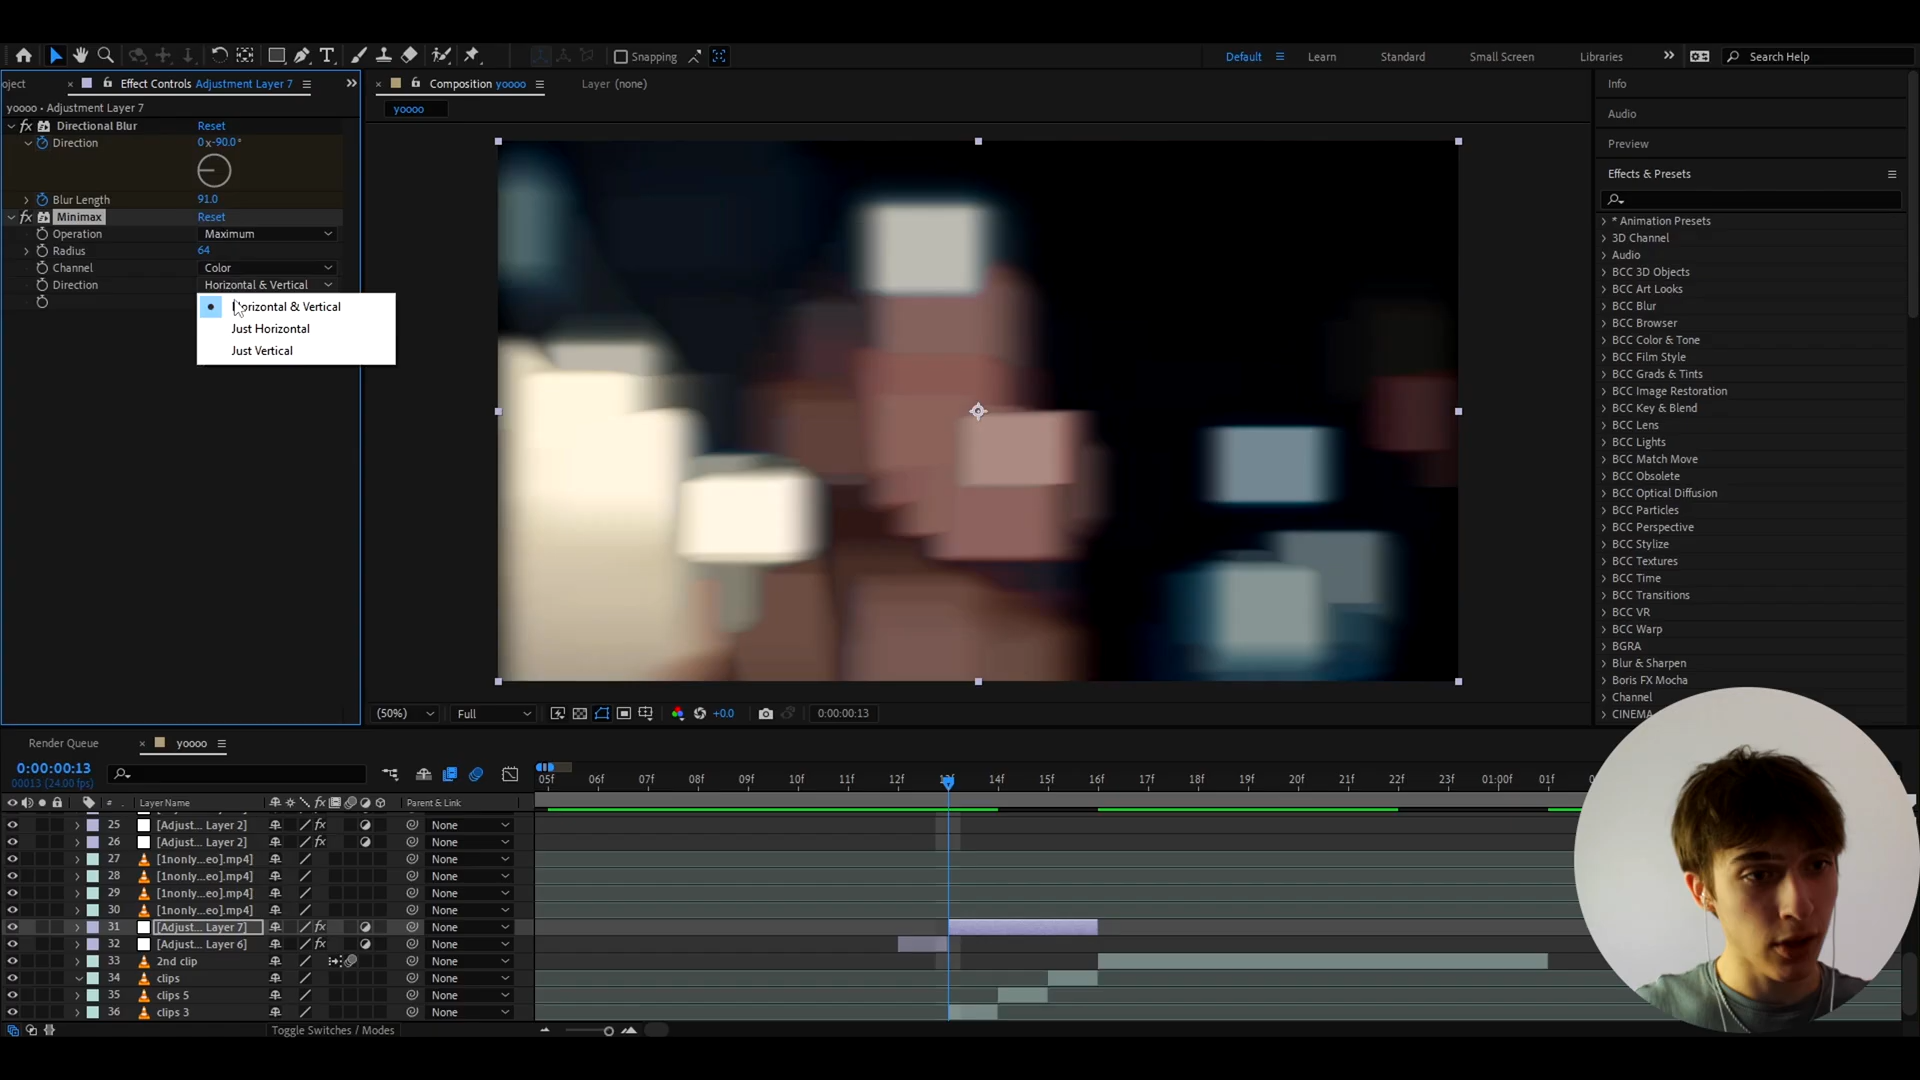 Snapping
Default
Learn
Standard
Small Screen
Libraries
Search Help
oject
Effect Controls Adjustment Layer 7
Composition yoooo
Layer (none)
yoooo • Adjustment Layer 7
yoooo
Directional Blur
Reset
Direction
0x-90.0°
Blur Length
91.0
Minimax
Reset
Operation
Maximum
Radius
64
Channel
Color
Direction
Horizontal & Vertical
Horizontal & Vertical
Just Horizontal
Just Vertical
(50%)
Full
+0.0
0:00:00:13
Info
Audio
Preview
Effects & Presets
* Animation Presets
3D Channel
Audio
BCC 3D Objects
BCC Art Looks
BCC Blur
BCC Browser
BCC Color & Tone
BCC Film Style
BCC Grads & Tints
BCC Image Restoration
BCC Key & Blend
BCC Lens
BCC Lights
BCC Match Move
BCC Obsolete
BCC Optical Diffusion
BCC Particles
BCC Perspective
BCC Stylize
BCC Textures
BCC Time
BCC Transitions
BCC VR
BCC Warp
BGRA
Blur & Sharpen
Boris FX Mocha
Channel
CINEMA
Render Queue
yoooo
0:00:00:13
00013 (24.00 fps)
05f 06f 07f 08f 09f 10f 11f 12f 13f 14f 15f 16f 17f 18f 19f 20f 21f 22f 23f 01:00f 01f
# Layer Name
Parent & Link
25 [Adjust... Layer 2] None
26 [Adjust... Layer 2] None
27 [1nonly...eo].mp4] None
28 [1nonly...eo].mp4] None
29 [1nonly...eo].mp4] None
30 [1nonly...eo].mp4] None
31 [Adjust... Layer 7] None
32 [Adjust... Layer 6] None
33 2nd clip None
34 clips None
35 clips 5 None
36 clips 3 None
Toggle Switches / Modes